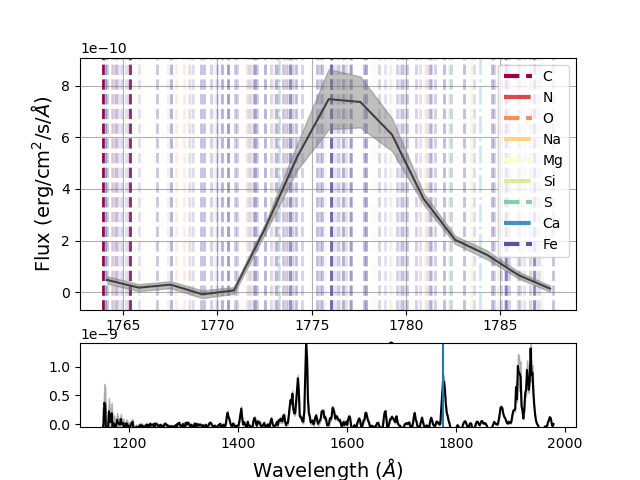 1e−10
Flux (erg/cm²/s/Å)
8
6
4
2
0
C
N
O
Na
Mg
Si
S
Ca
Fe
1765 1770 1775 1780 1785
1e−9
1.0
0.5
0.0
1200 1400 1600 1800 2000
Wavelength (Å)